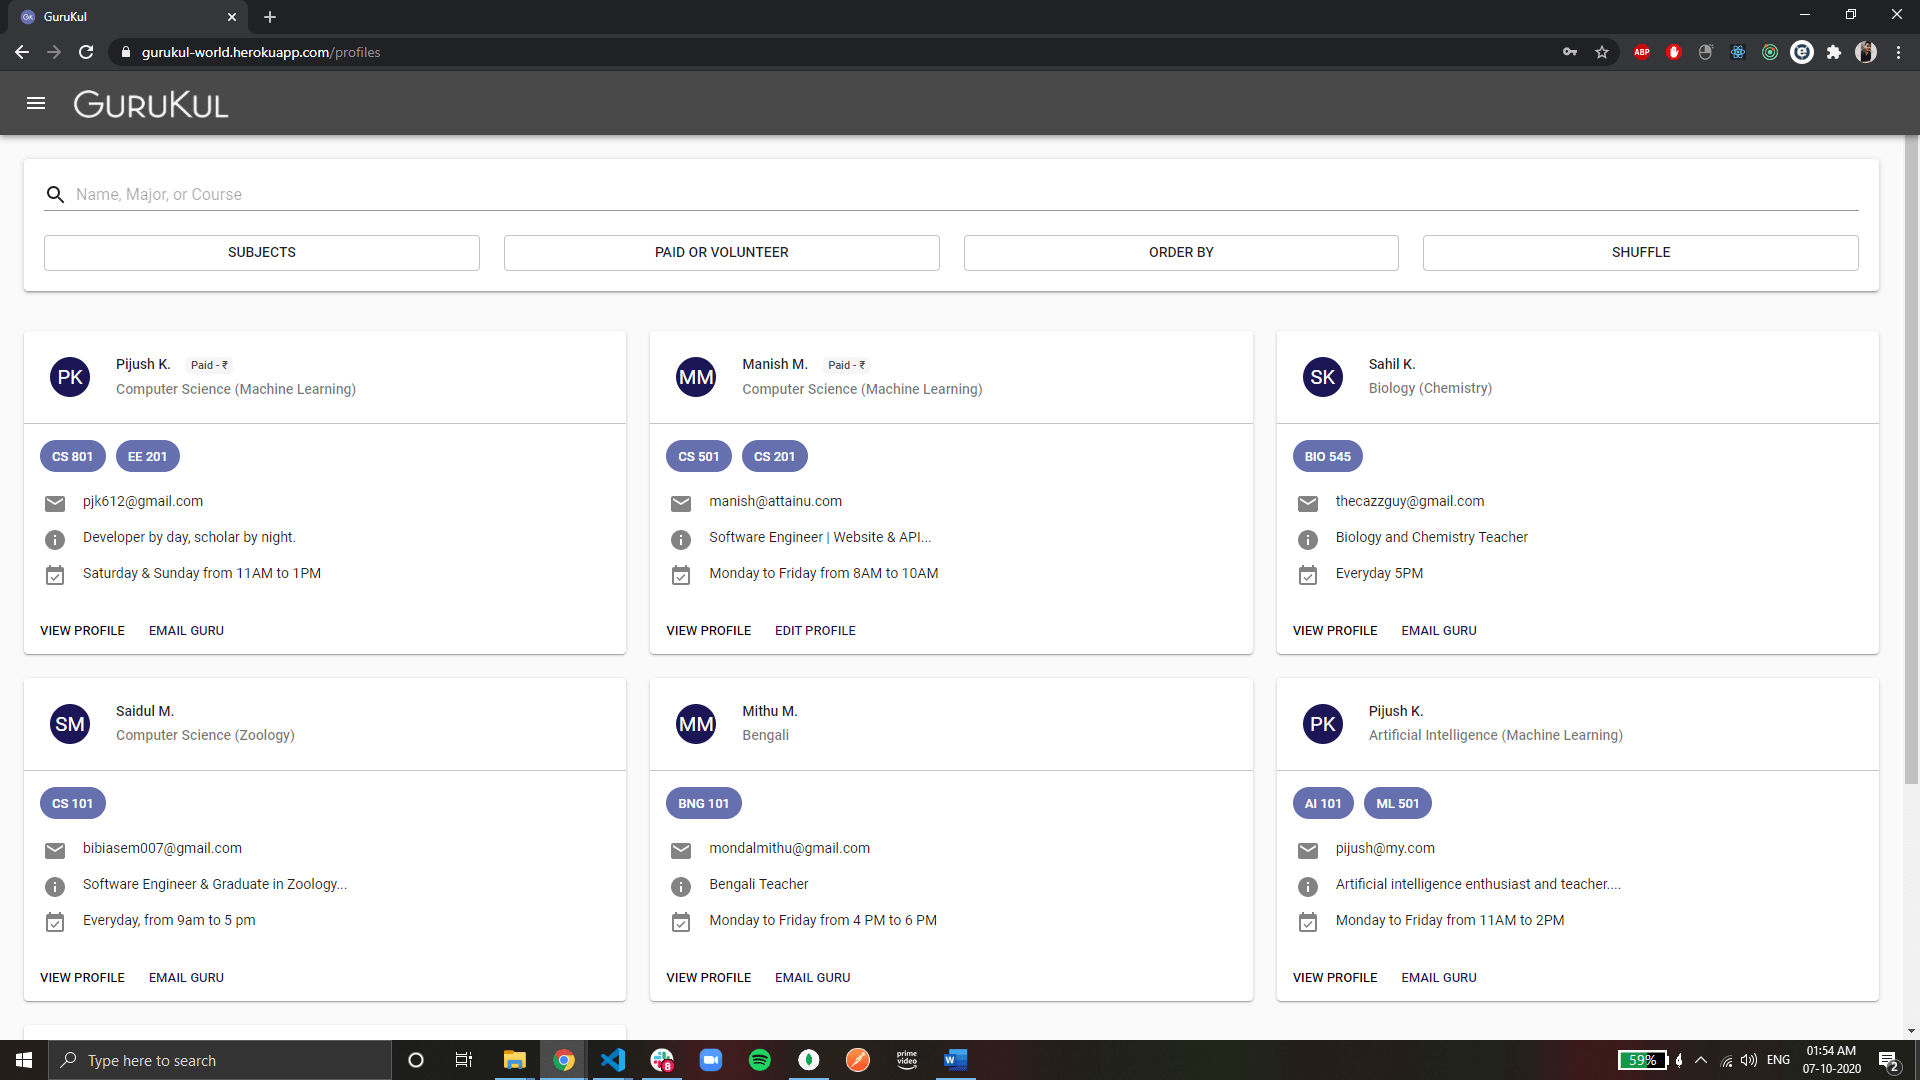 GuruKul
gurukul-world.herokuapp.com/profiles
ABP
GURUKUL
Name, Major, or Course
SUBJECTS
PAID OR VOLUNTEER
ORDER BY
SHUFFLE
PK
Pijush K. Paid - ₹
Computer Science (Machine Learning)
CS 801 EE 201
pjk612@gmail.com
Developer by day, scholar by night.
Saturday & Sunday from 11AM to 1PM
VIEW PROFILE EMAIL GURU
MM
Manish M. Paid - ₹
Computer Science (Machine Learning)
CS 501 CS 201
manish@attainu.com
Software Engineer | Website & API...
Monday to Friday from 8AM to 10AM
VIEW PROFILE EDIT PROFILE
SK
Sahil K.
Biology (Chemistry)
BIO 545
thecazzguy@gmail.com
Biology and Chemistry Teacher
Everyday 5PM
VIEW PROFILE EMAIL GURU
SM
Saidul M.
Computer Science (Zoology)
CS 101
bibiasem007@gmail.com
Software Engineer & Graduate in Zoology...
Everyday, from 9am to 5 pm
VIEW PROFILE EMAIL GURU
MM
Mithu M.
Bengali
BNG 101
mondalmithu@gmail.com
Bengali Teacher
Monday to Friday from 4 PM to 6 PM
VIEW PROFILE EMAIL GURU
PK
Pijush K.
Artificial Intelligence (Machine Learning)
AI 101 ML 501
pijush@my.com
Artificial intelligence enthusiast and teacher....
Monday to Friday from 11AM to 2PM
VIEW PROFILE EMAIL GURU
Type here to search
8
prime video
W
59%
ENG
01:54 AM
07-10-2020
2